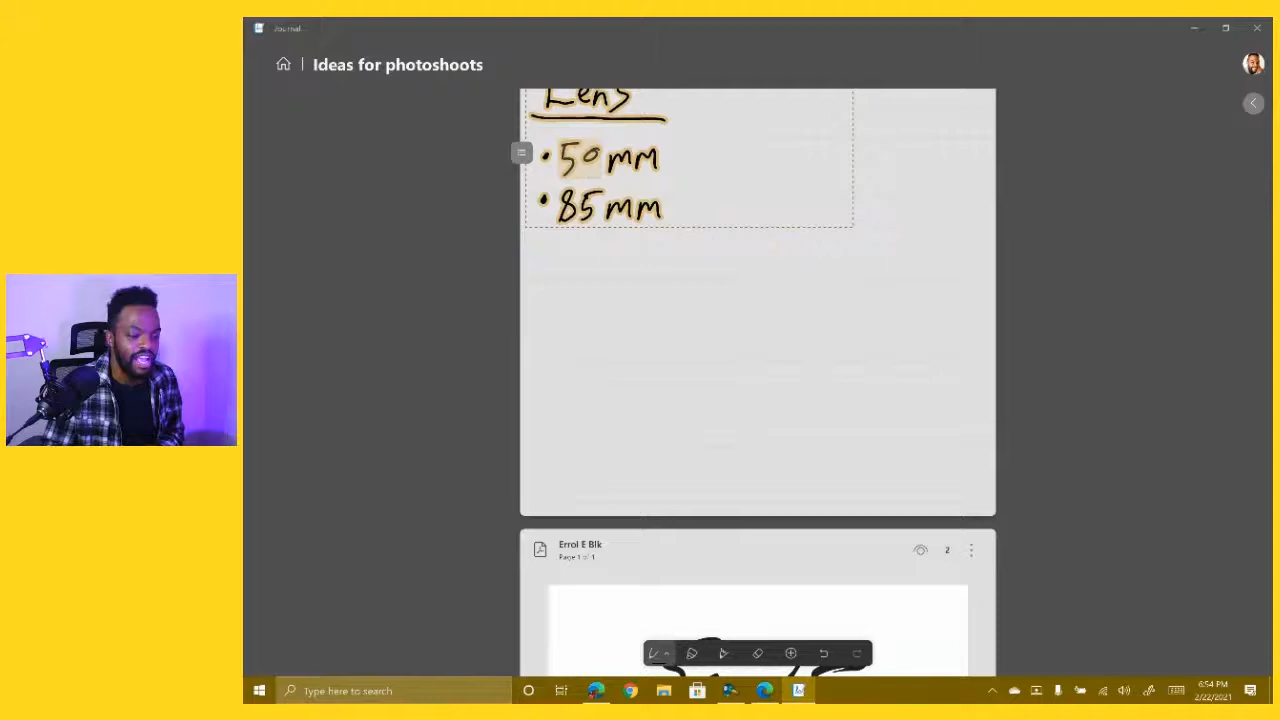 Journal
Ideas for photoshoots
Lens
• 50mm
• 85mm
Errol E Blk
Page 1 of 1
2
Type here to search
6:54 PM
2/22/2021